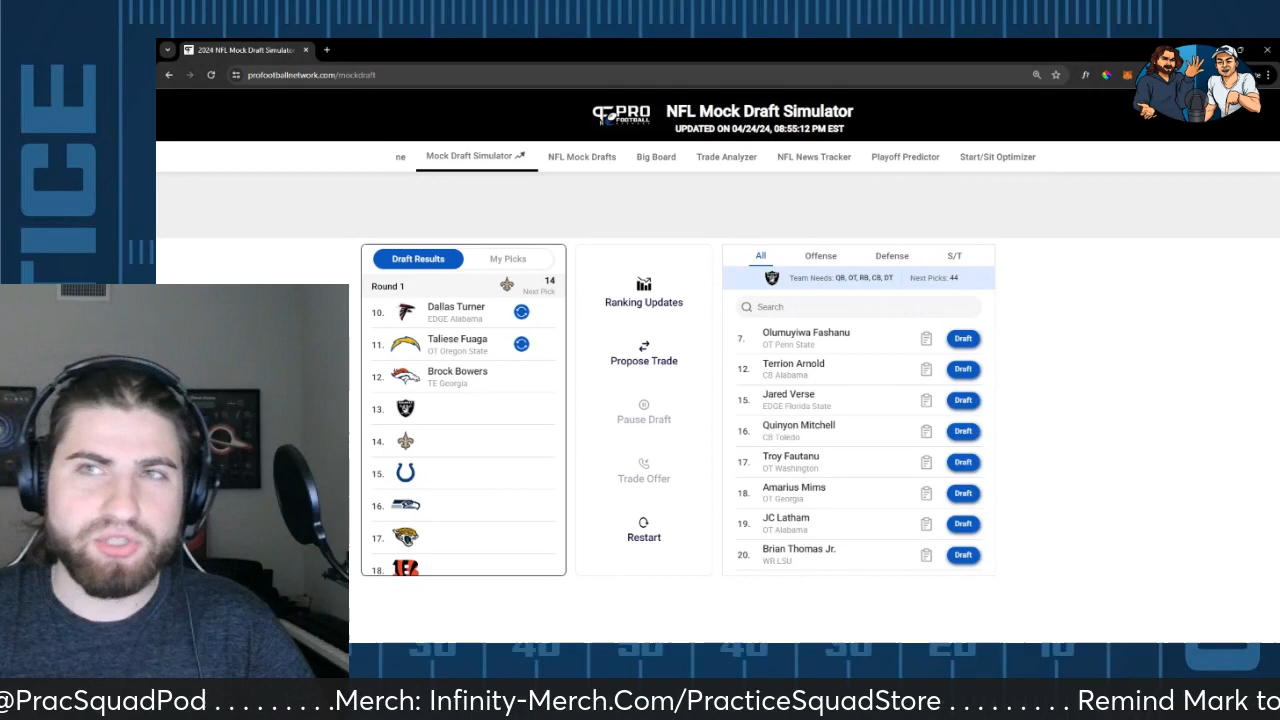 TICE
2024 NFL Mock Draft Simulato
profootballnetwork.com/mockdraft
PRO
FOOTBALL
NFL Mock Draft Simulator
UPDATED ON 04/24/24, 08:55:12 PM EST
ne
Mock Draft Simulator
NFL Mock Drafts
Big Board
Trade Analyzer
NFL News Tracker
Playoff Predictor
Start/Sit Optimizer
Draft Results
My Picks
Round 1
14
Next Pick
10. Dallas Turner
EDGE Alabama
11. Taliese Fuaga
OT Oregon State
12. Brock Bowers
TE Georgia
13.
14.
15.
16.
17.
18.
Ranking Updates
Propose Trade
Pause Draft
Trade Offer
Restart
All Offense Defense S/T
Team Needs: QB, OT, RB, CB, DT Next Picks: 44
Search
7. Olumuyiwa Fashanu Draft
OT Penn State
12. Terrion Arnold Draft
CB Alabama
15. Jared Verse Draft
EDGE Florida State
16. Quinyon Mitchell Draft
CB Toledo
17. Troy Fautanu Draft
OT Washington
18. Amarius Mims Draft
OT Georgia
19. JC Latham Draft
OT Alabama
20. Brian Thomas Jr. Draft
WR LSU
@PracSquadPod . . . . . . . . .Merch: Infinity-Merch.Com/PracticeSquadStore . . . . . . . . . Remind Mark to